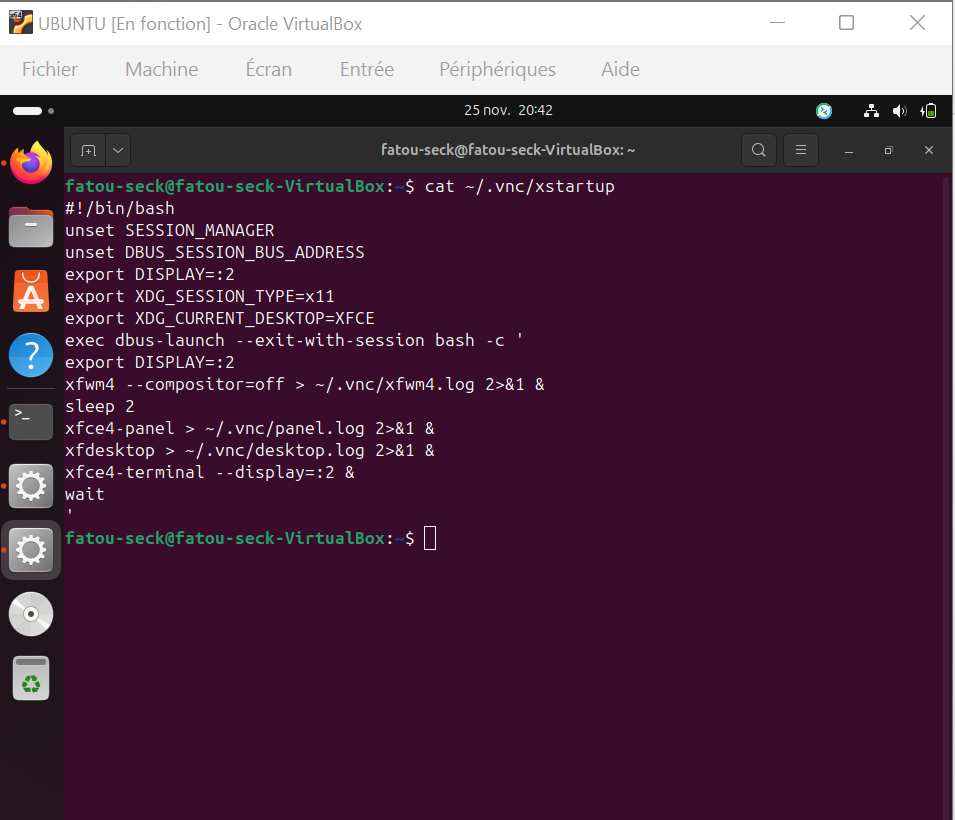 UBUNTU [En fonction] - Oracle VirtualBox
Fichier Machine Écran Entrée Périphériques Aide
25 nov. 20:42
fatou-seck@fatou-seck-VirtualBox: ~
fatou-seck@fatou-seck-VirtualBox:~$ cat ~/.vnc/xstartup
#!/bin/bash
unset SESSION_MANAGER
unset DBUS_SESSION_BUS_ADDRESS
export DISPLAY=:2
export XDG_SESSION_TYPE=x11
export XDG_CURRENT_DESKTOP=XFCE
exec dbus-launch --exit-with-session bash -c '
export DISPLAY=:2
xfwm4 --compositor=off > ~/.vnc/xfwm4.log 2>&1 &
sleep 2
xfce4-panel > ~/.vnc/panel.log 2>&1 &
xfdesktop > ~/.vnc/desktop.log 2>&1 &
xfce4-terminal --display=:2 &
wait
'
fatou-seck@fatou-seck-VirtualBox:~$